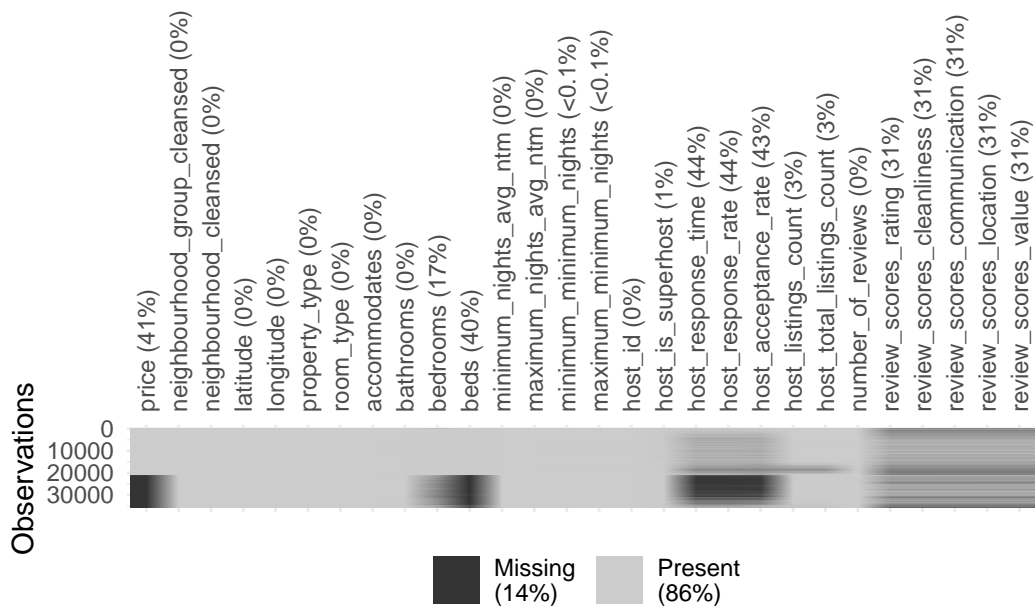 price (41%)
neighbourhood_group_cleansed (0%)
neighbourhood_cleansed (0%)
latitude (0%)
longitude (0%)
property_type (0%)
room_type (0%)
accommodates (0%)
bathrooms (0%)
bedrooms (17%)
beds (40%)
minimum_nights_avg_ntm (0%)
maximum_nights_avg_ntm (0%)
minimum_minimum_nights (<0.1%)
maximum_minimum_nights (<0.1%)
host_id (0%)
host_is_superhost (1%)
host_response_time (44%)
host_response_rate (44%)
host_acceptance_rate (43%)
host_listings_count (3%)
host_total_listings_count (3%)
number_of_reviews (0%)
review_scores_rating (31%)
review_scores_cleanliness (31%)
review_scores_communication (31%)
review_scores_location (31%)
review_scores_value (31%)
Observations
0
10000
20000
30000
Missing
(14%)
Present
(86%)